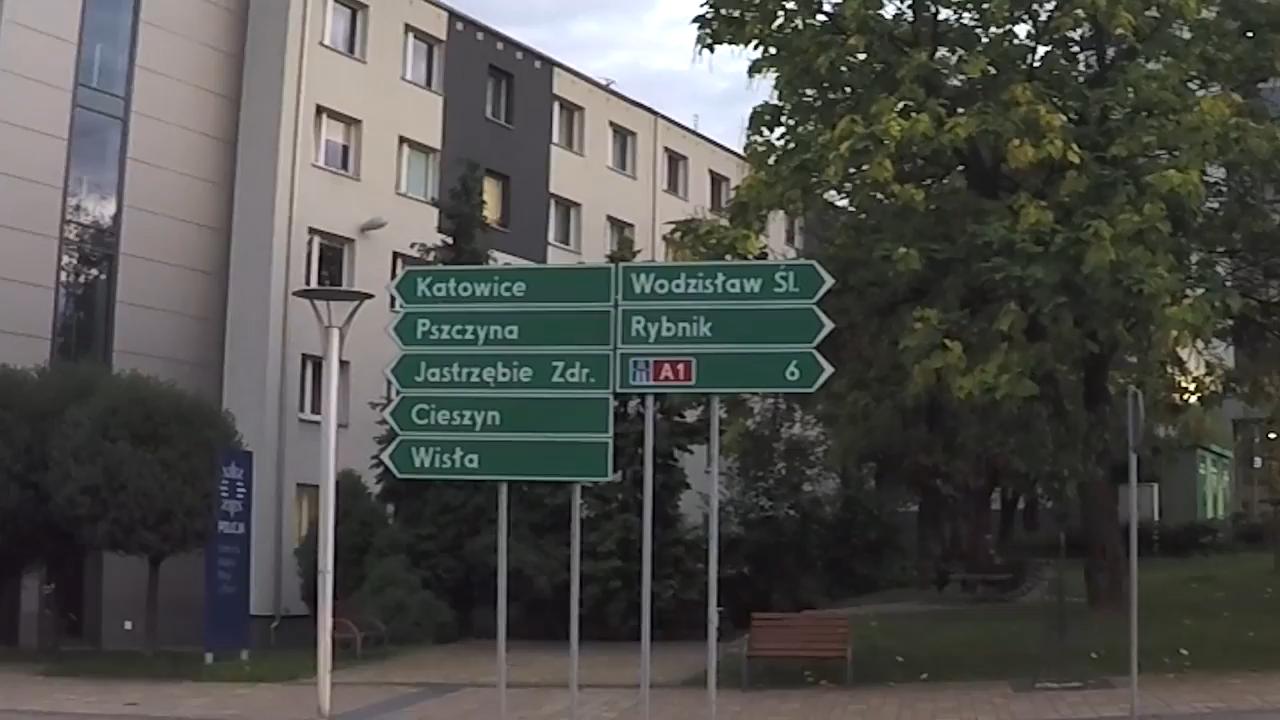 Katowice
Pszczyna
Jastrzębie Zdr.
Cieszyn
Wisła
Wodzisław Śl.
Rybnik
A1 6
POLICJA